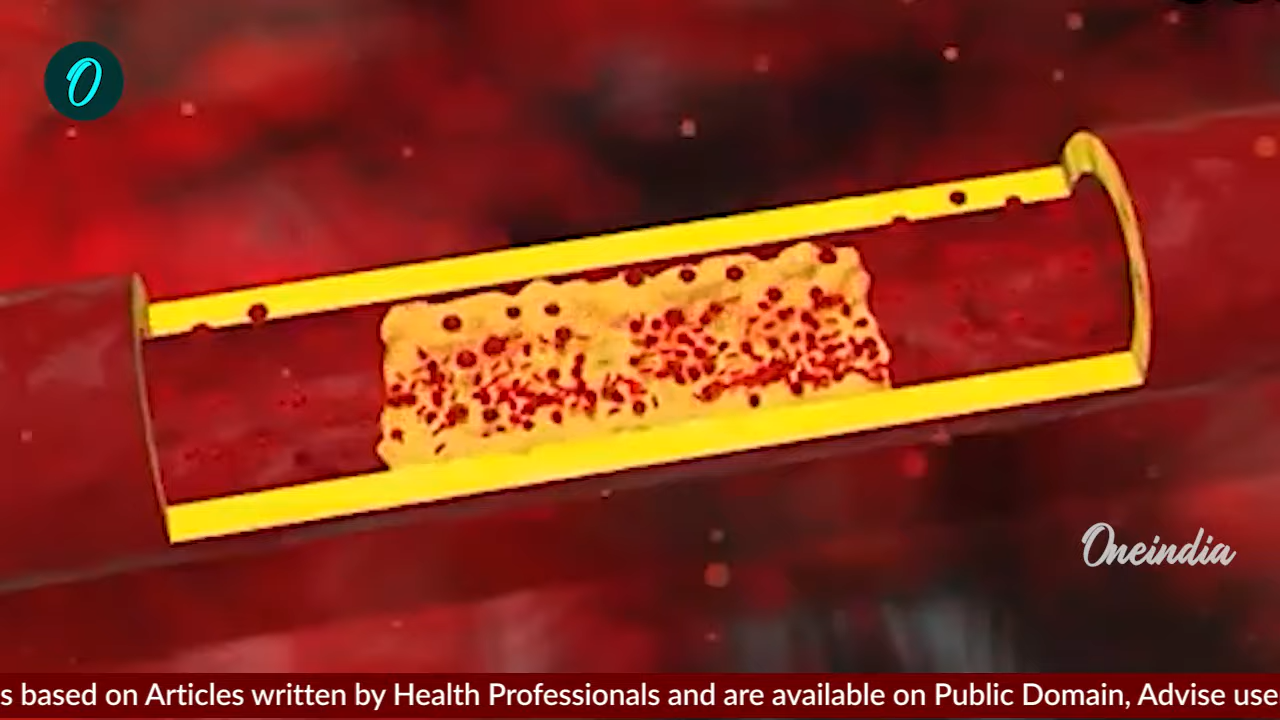 O
Oneindia
s based on Articles written by Health Professionals and are available on Public Domain, Advise use